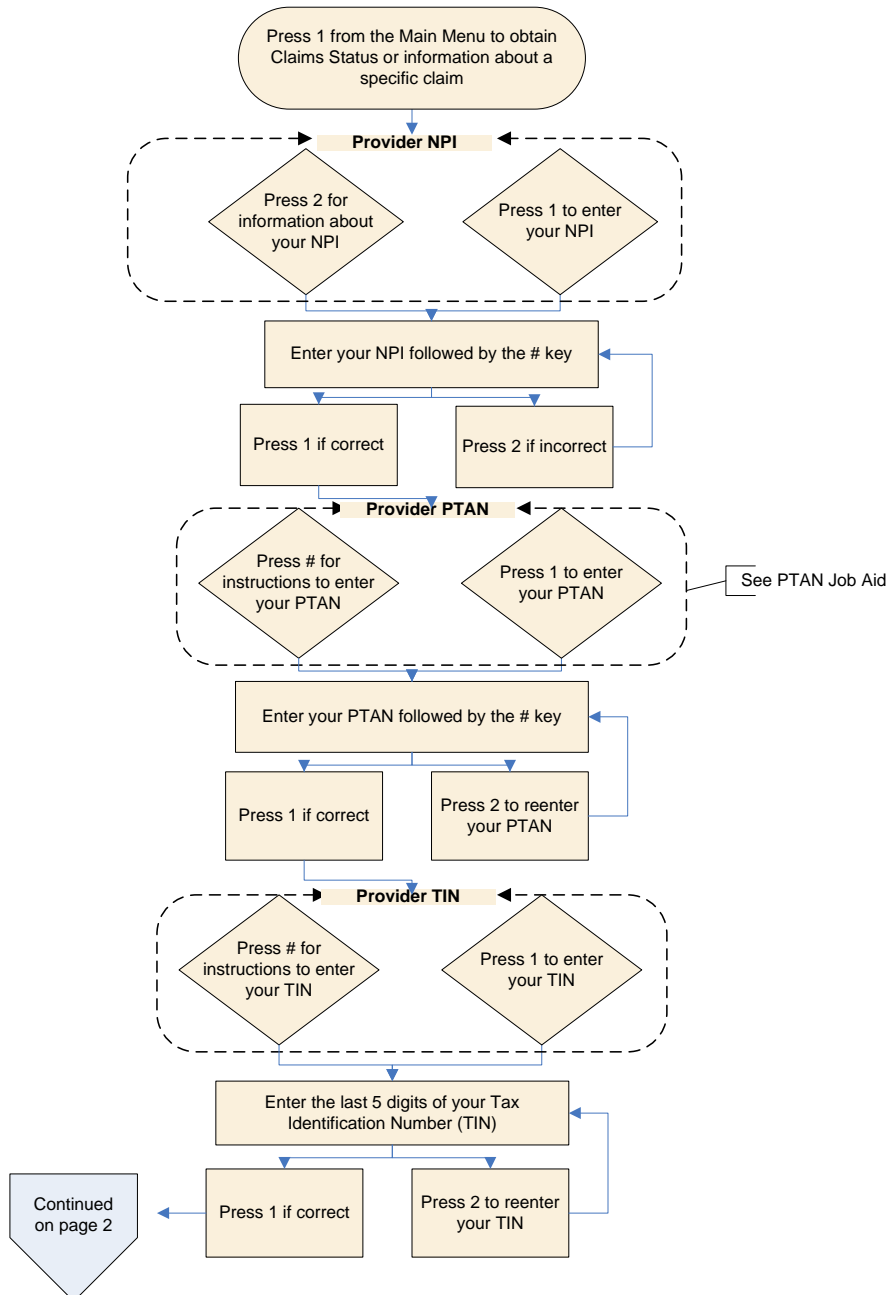 Press 1 from the Main Menu to obtain
Claims Status or information about a
specific claim
Provider NPI
Press 2 for
information about
your NPI
Press 1 to enter
your NPI
Enter your NPI followed by the # key
Press 1 if correct
Press 2 if incorrect
Provider PTAN
Press # for
instructions to enter
your PTAN
Press 1 to enter
your PTAN
See PTAN Job Aid
Enter your PTAN followed by the # key
Press 1 if correct
Press 2 to reenter
your PTAN
Provider TIN
Press # for
instructions to enter
your TIN
Press 1 to enter
your TIN
Enter the last 5 digits of your Tax
Identification Number (TIN)
Continued
on page 2
Press 1 if correct
Press 2 to reenter
your TIN